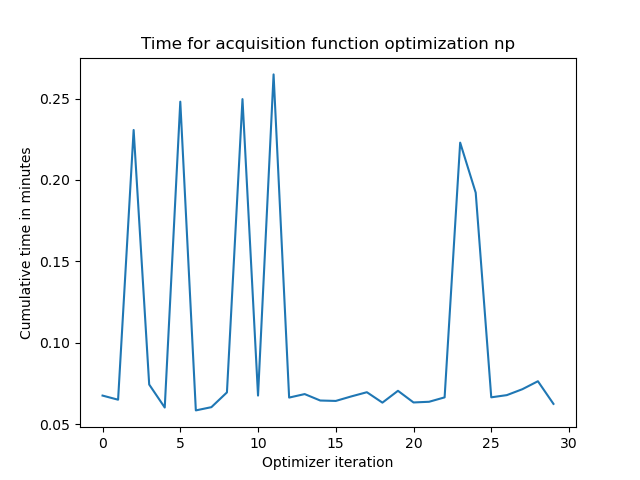 Time for acquisition function optimization np
Cumulative time in minutes
0.25
0.20
0.15
0.10
0.05
0 5 10 15 20 25 30
Optimizer iteration